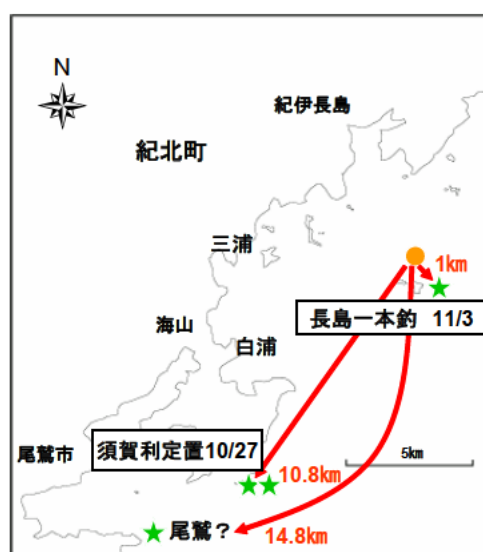 N
紀伊長島
紀北町
三浦
1km
長島一本釣 11/3
海山
白浦
尾鷲市
須賀利定置10/27
5km
10.8km
尾鷲？
14.8km